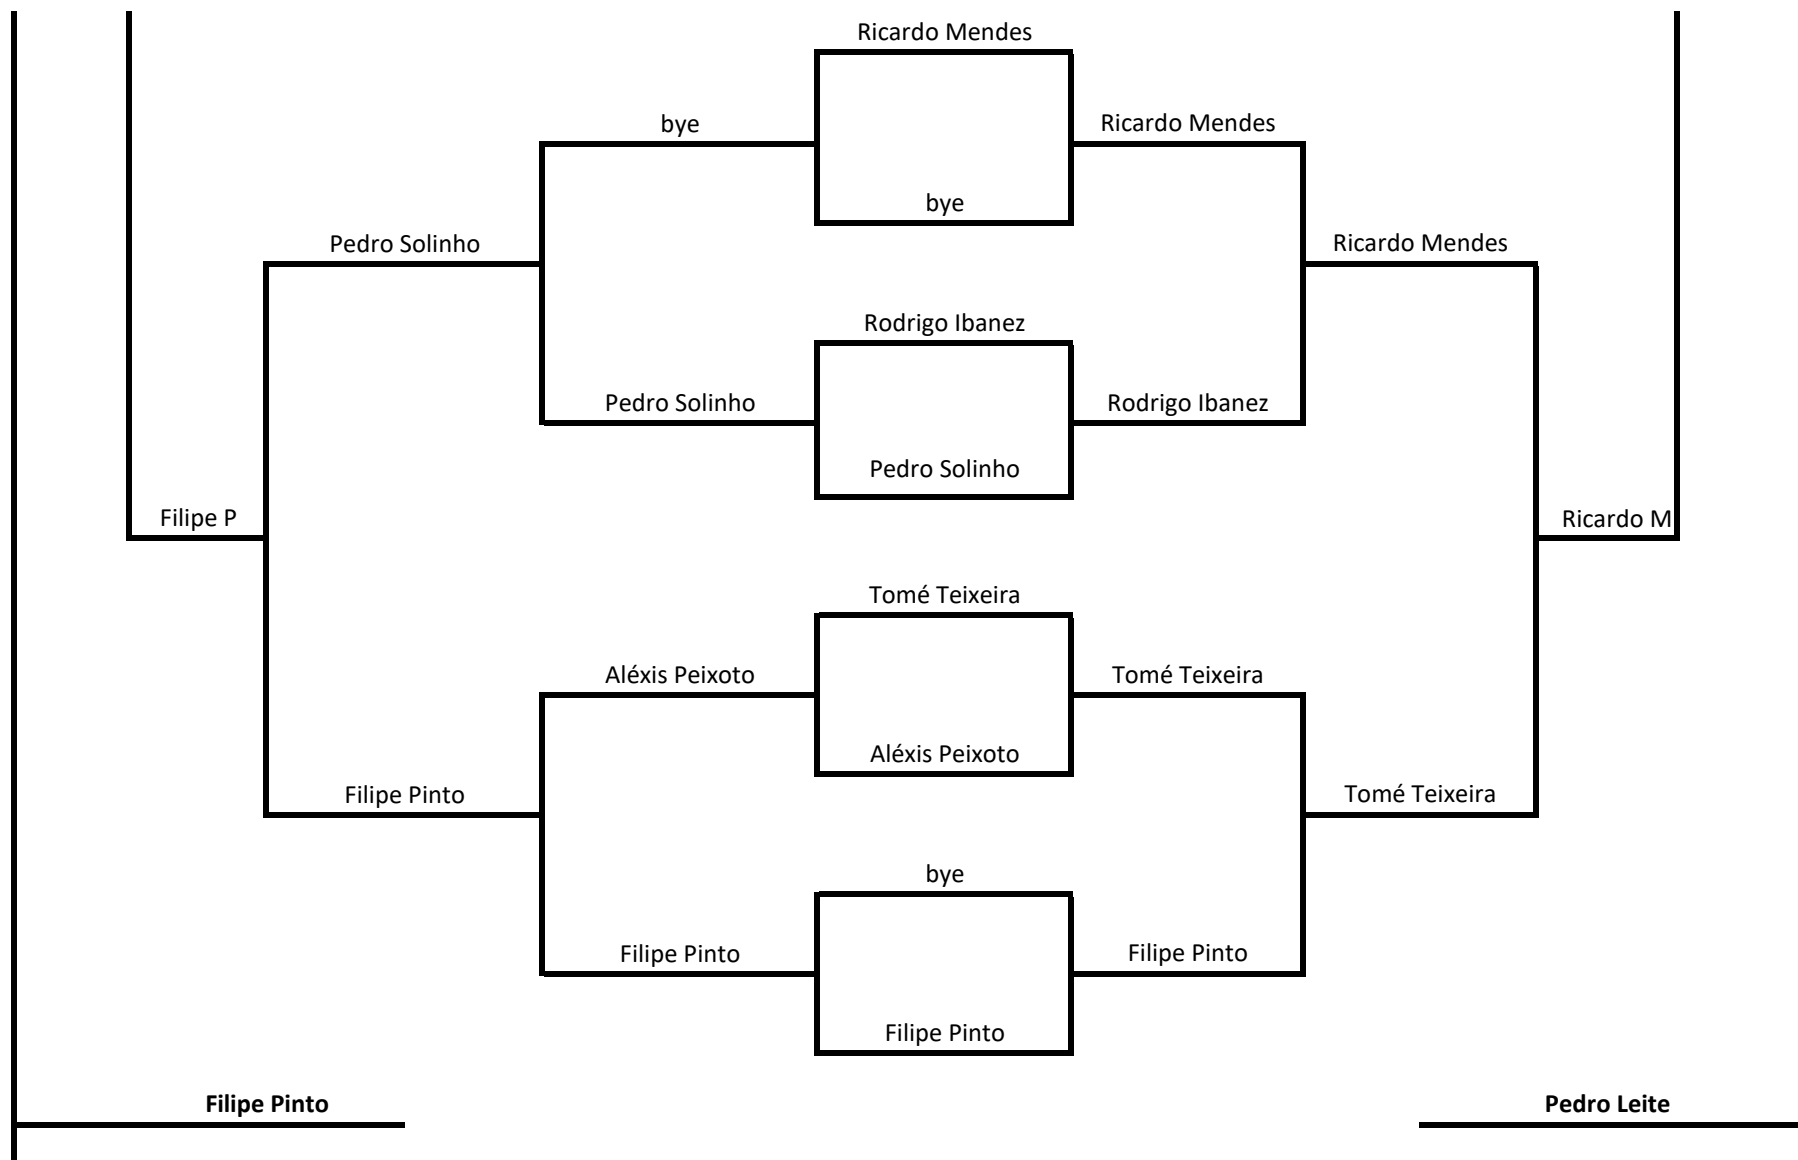 Ricardo Mendes
bye
Ricardo Mendes
bye
Pedro Solinho
Ricardo Mendes
Rodrigo Ibanez
Pedro Solinho
Rodrigo Ibanez
Pedro Solinho
Filipe P
Ricardo M
Tomé Teixeira
Aléxis Peixoto
Tomé Teixeira
Aléxis Peixoto
Filipe Pinto
Tomé Teixeira
bye
Filipe Pinto
Filipe Pinto
Filipe Pinto
Filipe Pinto
Pedro Leite